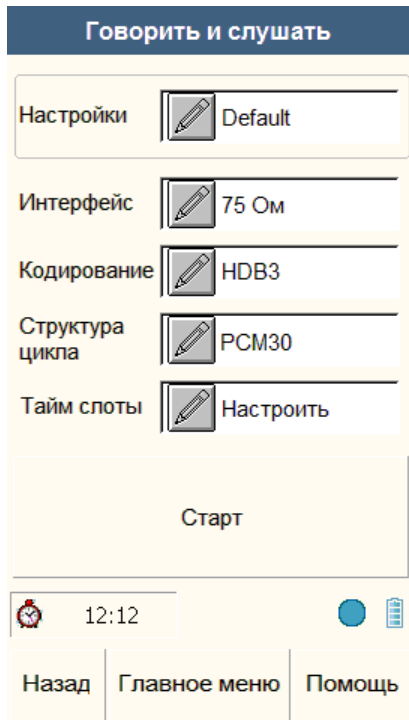 Говорить и слушать
Настройки Default
Интерфейс 75 Ом
Кодирование HDB3
Структура
цикла PCM30
Тайм слоты Настроить
Старт
12:12
Назад Главное меню Помощь